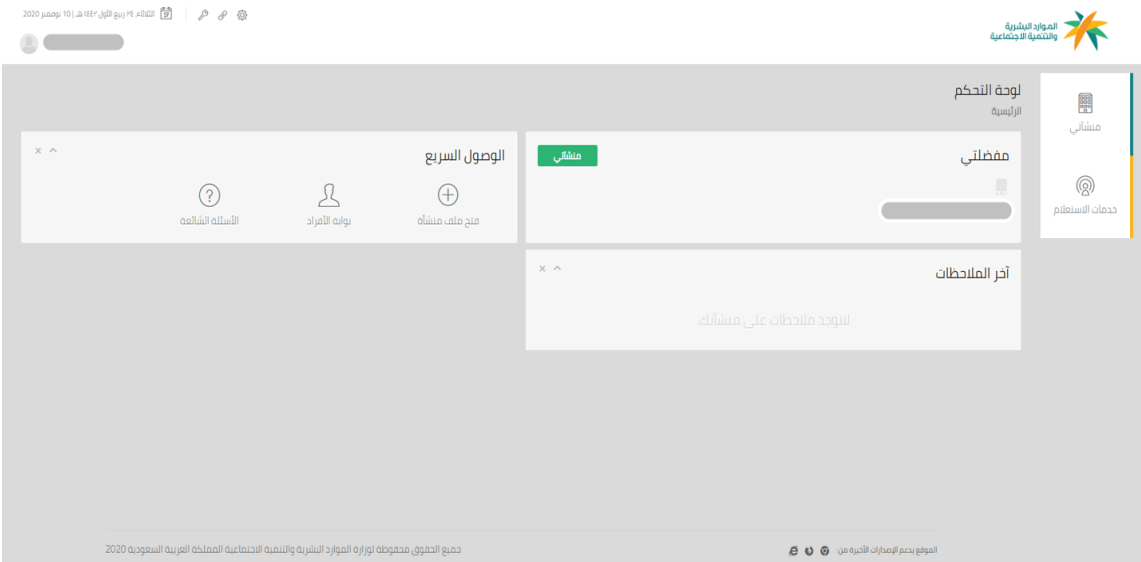 الموارد البشرية
والتنمية الاجتماعية
الثلاثاء. ٢٤ ربيع الأول ١٤٤٢ هـ | 10 نوفمبر 2020
منشآتي
خدمات الاستعلام
لوحة التحكم
الرئيسية
مفضلتي
منشآتي
الوصول السريع
فتح ملف منشأة
بوابة الأفراد
الأسئلة الشائعة
آخر الملاحظات
لاتوجد ملاحظات على منشآتك.
الموقع يدعم الإصدارات الأخيرة من:
جميع الحقوق محفوظة لوزارة الموارد البشرية والتنمية الاجتماعية المملكة العربية السعودية 2020